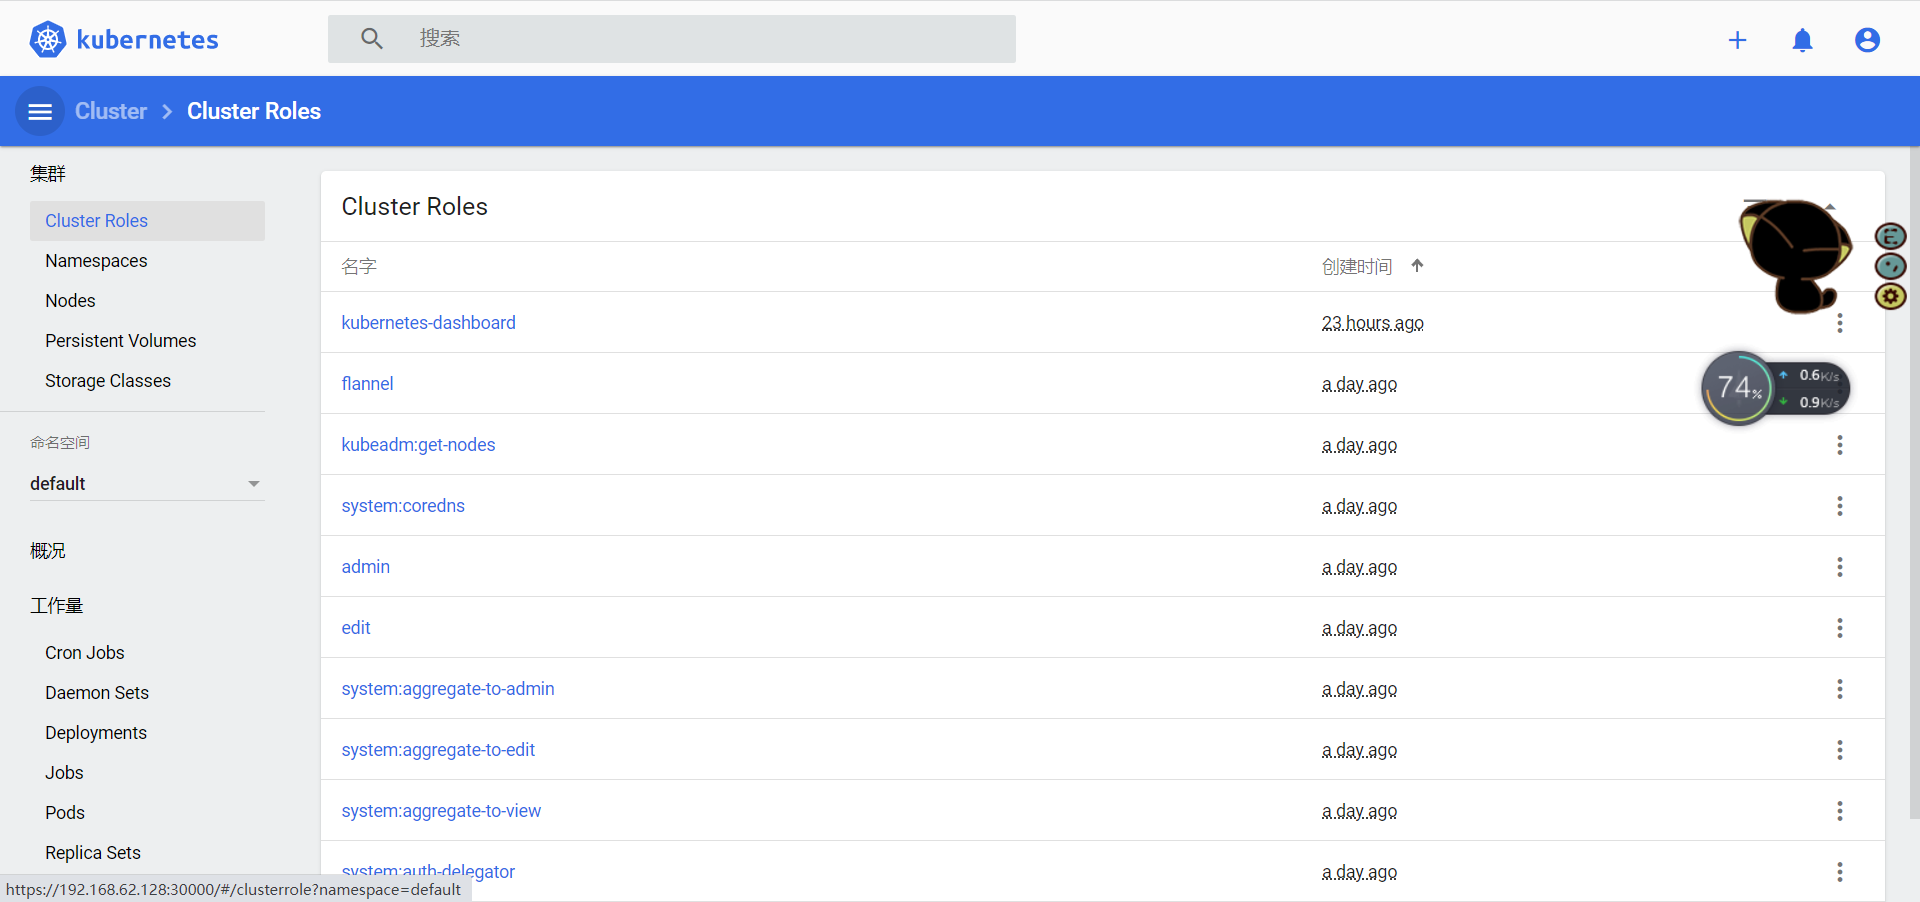 kubernetes
搜索
Cluster
Cluster Roles
集群
Cluster Roles
Namespaces
Nodes
Persistent Volumes
Storage Classes
命名空间
default
概况
工作量
Cron Jobs
Daemon Sets
Deployments
Jobs
Pods
Replica Sets
Cluster Roles
名字 创建时间
kubernetes-dashboard 23 hours ago
flannel a day ago
kubeadm:get-nodes a day ago
system:coredns a day ago
admin a day ago
edit a day ago
system:aggregate-to-admin a day ago
system:aggregate-to-edit a day ago
system:aggregate-to-view a day ago
system:auth-delegator a day ago
74%
0.6K/s
0.9K/s
https://192.168.62.128:30000/#/clusterrole?namespace=default